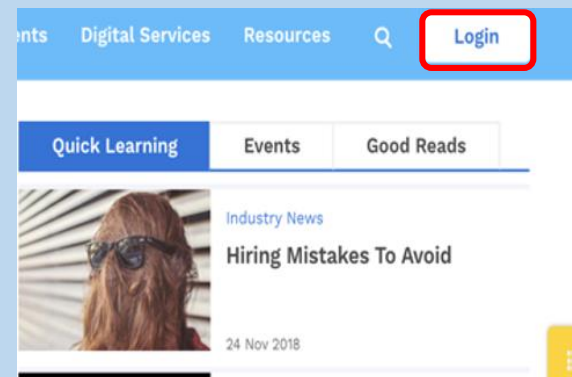 Digital Services Resources Login
Quick Learning Events Good Reads
Industry News
Hiring Mistakes To Avoid
24 Nov 2018